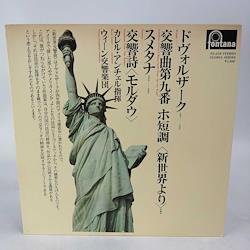 fontana
ドヴォルザーク
交響曲第九番 ホ短調〈新世界より〉
スメタナ
交響詩〈モルダウ〉
カレル・アンチェル指揮
ウィーン交響楽団